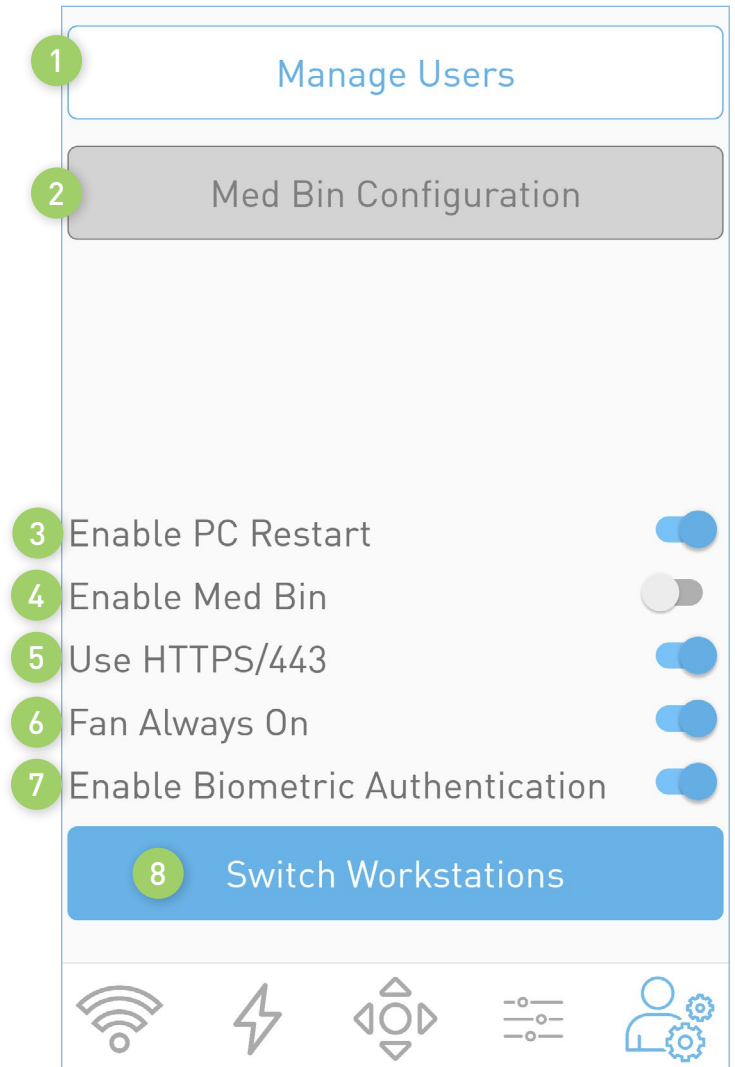 1 Manage Users
2 Med Bin Configuration
3 Enable PC Restart
4 Enable Med Bin
5 Use HTTPS/443
6 Fan Always On
7 Enable Biometric Authentication
8 Switch Workstations